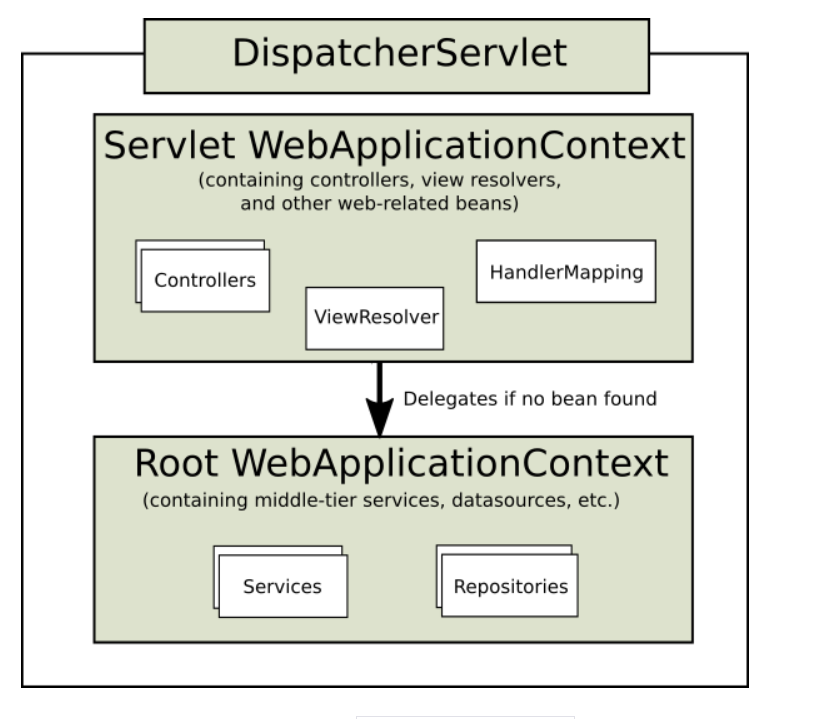 DispatcherServlet
Servlet WebApplicationContext
(containing controllers, view resolvers,
and other web-related beans)
Controllers
HandlerMapping
ViewResolver
Delegates if no bean found
Root WebApplicationContext
(containing middle-tier services, datasources, etc.)
Services
Repositories